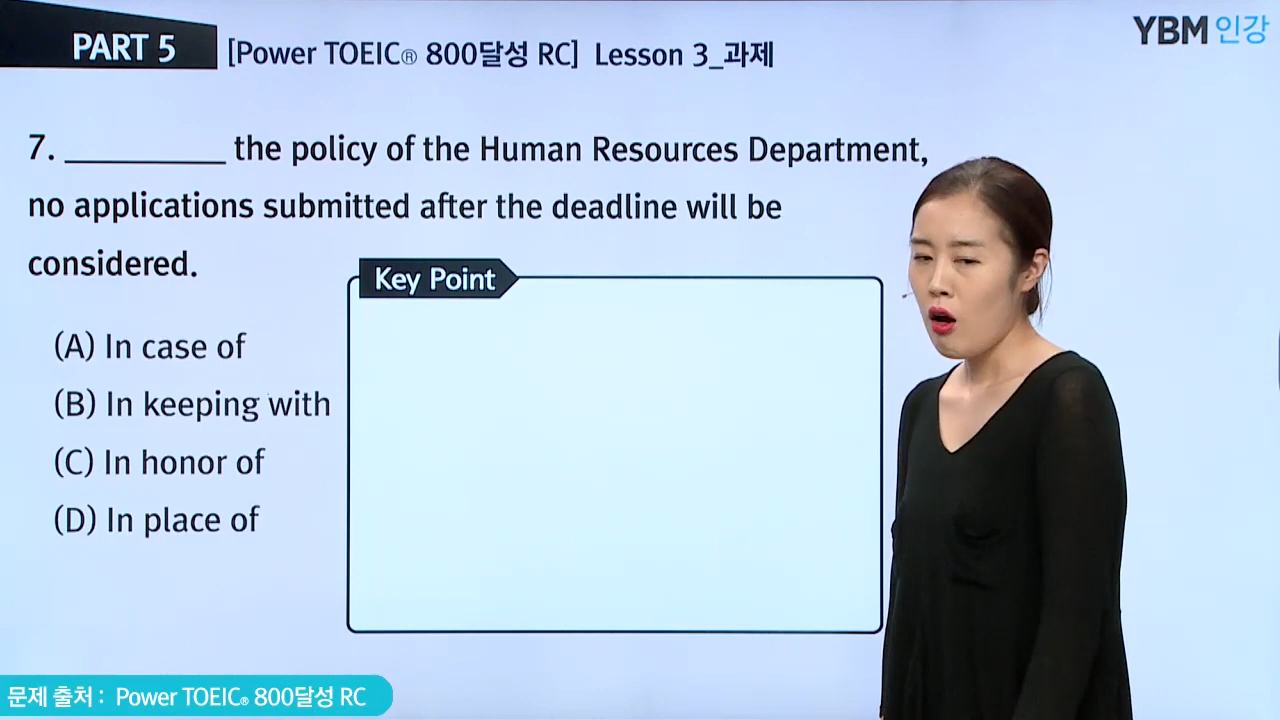 PART 5
[Power TOEIC® 800달성 RC] Lesson 3_과제
YBM 인강
7. __________ the policy of the Human Resources Department,
no applications submitted after the deadline will be
considered.
Key Point
(A) In case of
(B) In keeping with
(C) In honor of
(D) In place of
문제 출처 : Power TOEIC® 800달성 RC